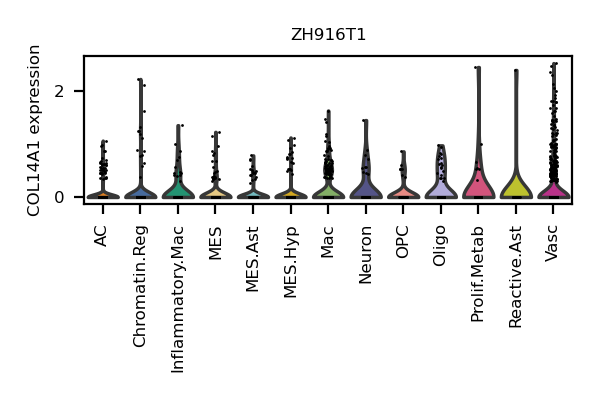 ZH916T1
COL14A1 expression
2
0
AC
Chromatin.Reg
Inflammatory.Mac
MES
MES.Ast
MES.Hyp
Mac
Neuron
OPC
Oligo
Prolif.Metab
Reactive.Ast
Vasc